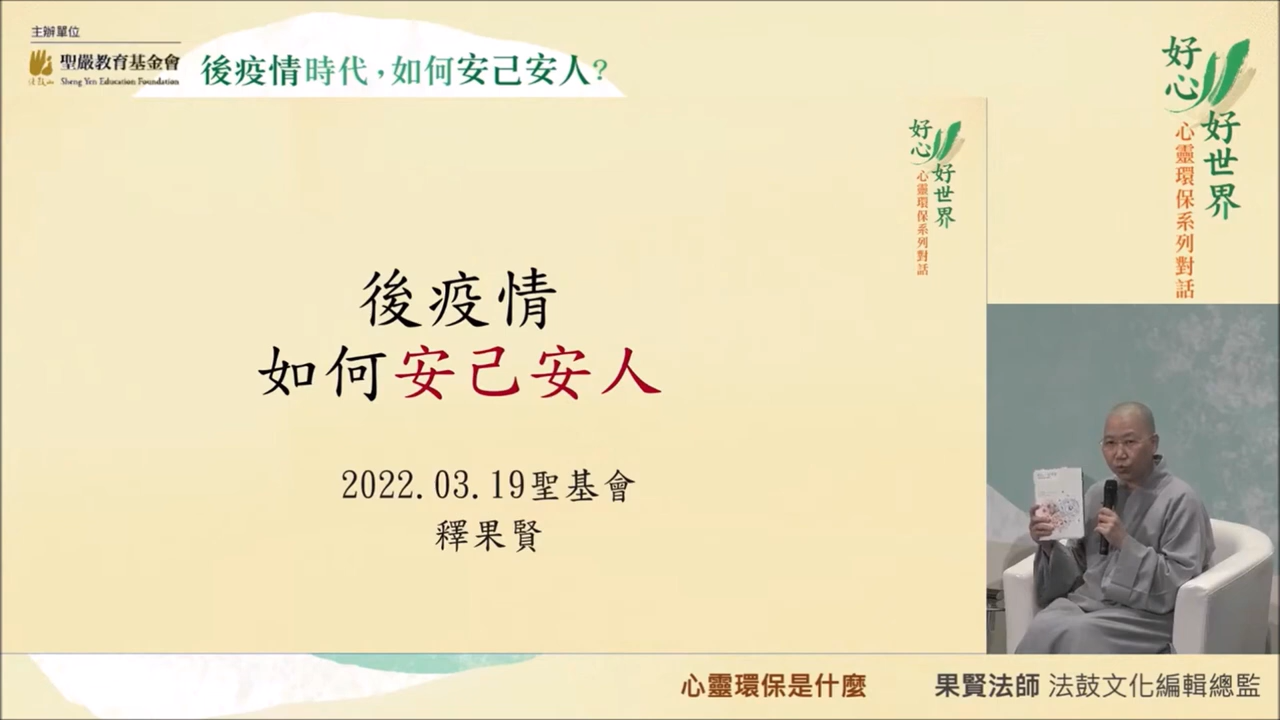 主辦單位
聖嚴教育基金會
Sheng Yen Education Foundation
法鼓山
後疫情時代，如何安己安人？
好心
好世界
心靈環保系列對話
好心
好世界
心靈環保系列對話
後疫情
如何安己安人
2022.03.19聖基會
釋果賢
心靈環保是什麼
果賢法師 法鼓文化編輯總監